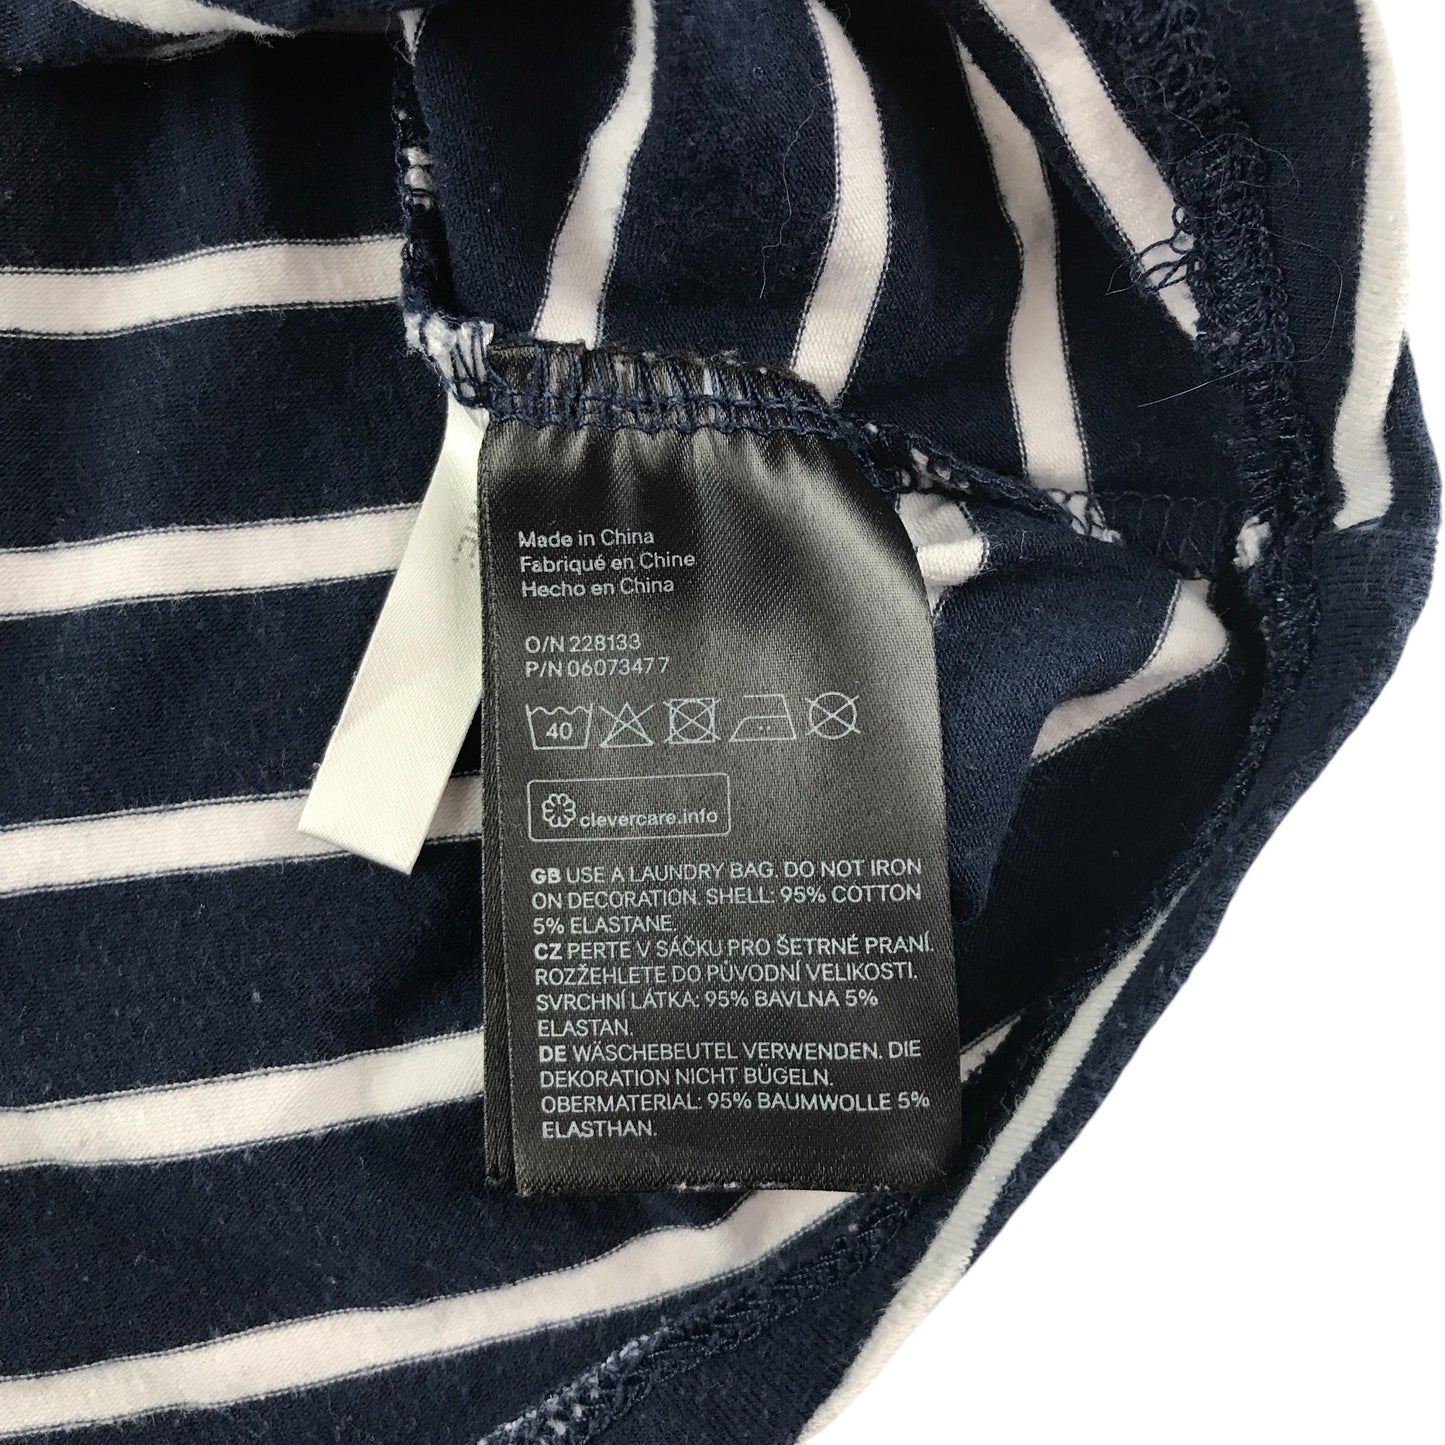 Made in China
Fabriqué en Chine
Hecho en China
O/N 228133
P/N 06073477
40
clevercare.info
GB USE A LAUNDRY BAG. DO NOT IRON
ON DECORATION. SHELL: 95% COTTON
5% ELASTANE.
CZ PERTE V SÁČKU PRO ŠETRNÉ PRANÍ.
ROZŽEHLETE DO PŮVODNÍ VELIKOSTI.
SVRCHNÍ LÁTKA: 95% BAVLNA 5%
ELASTAN.
DE WÄSCHEBEUTEL VERWENDEN. DIE
DEKORATION NICHT BÜGELN.
OBERMATERIAL: 95% BAUMWOLLE 5%
ELASTHAN.